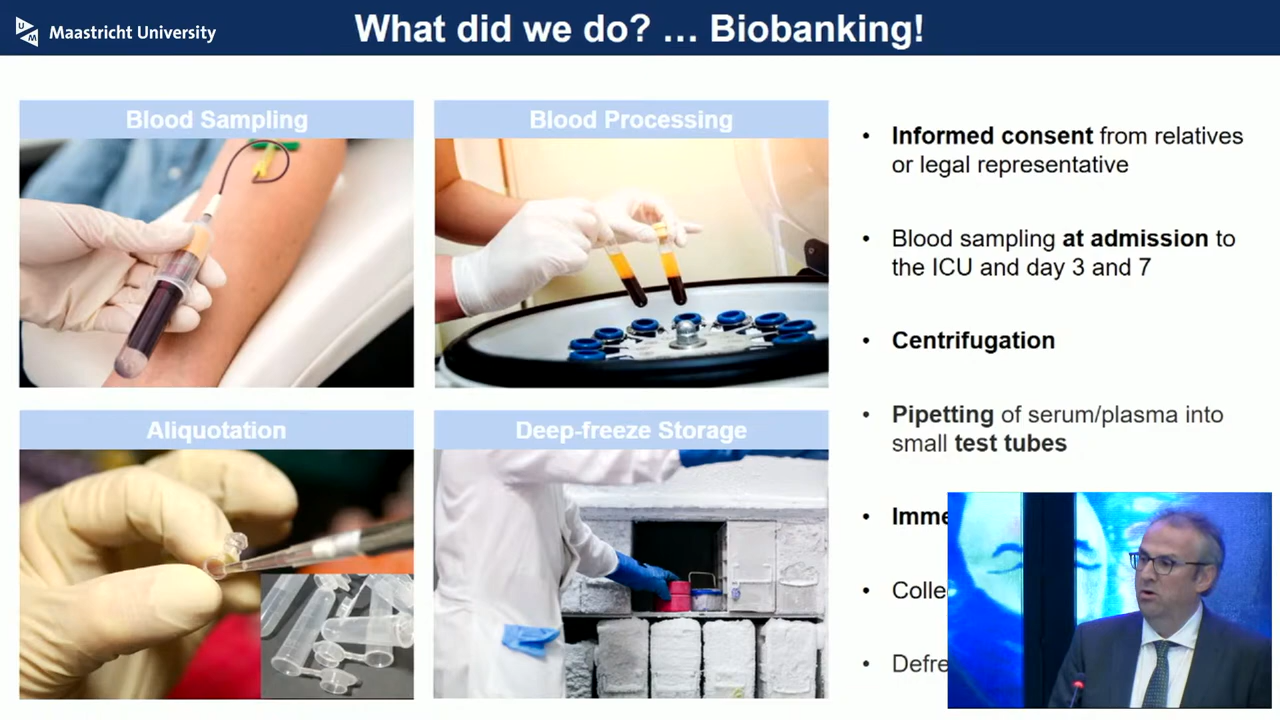 Maastricht University
What did we do? … Biobanking!
Blood Sampling
Blood Processing
Aliquotation
Deep-freeze Storage
• Informed consent from relatives
or legal representative
• Blood sampling at admission to
the ICU and day 3 and 7
• Centrifugation
• Pipetting of serum/plasma into
small test tubes
•
•
•